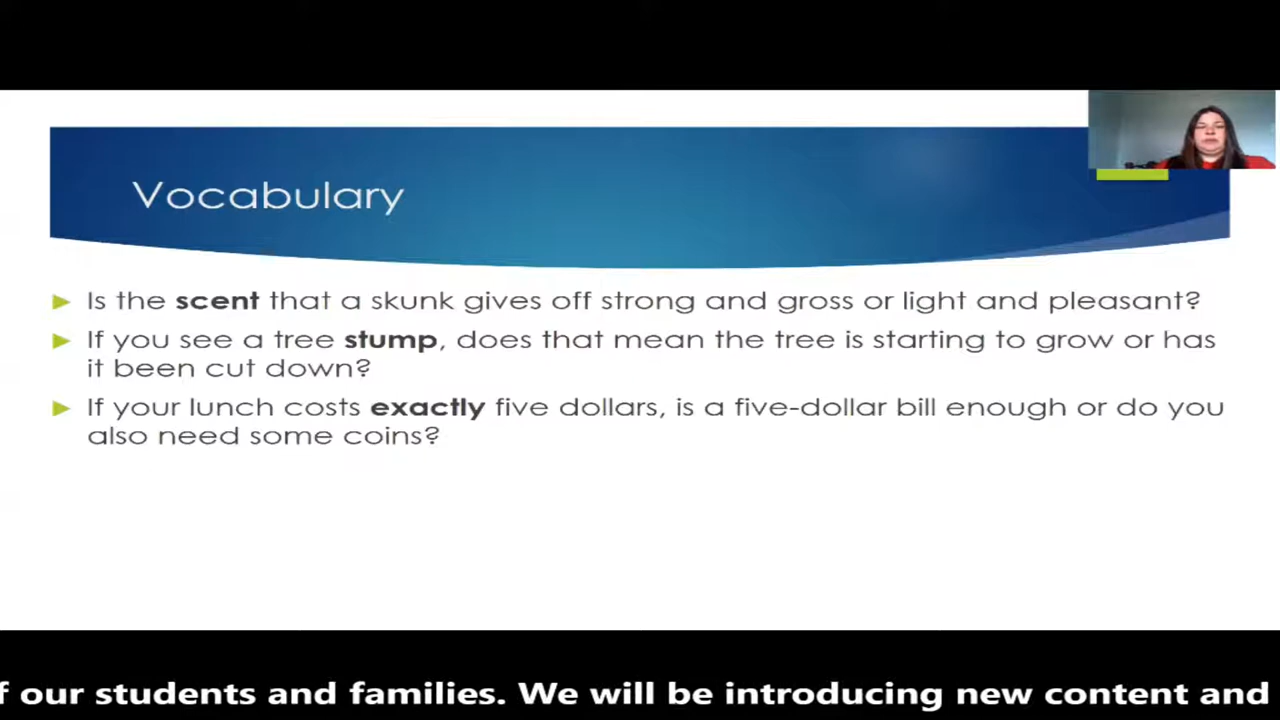 Vocabulary
Is the scent that a skunk gives off strong and gross or light and pleasant?
If you see a tree stump, does that mean the tree is starting to grow or has
it been cut down?
If your lunch costs exactly five dollars, is a five-dollar bill enough or do you
also need some coins?
f our students and families. We will be introducing new content and